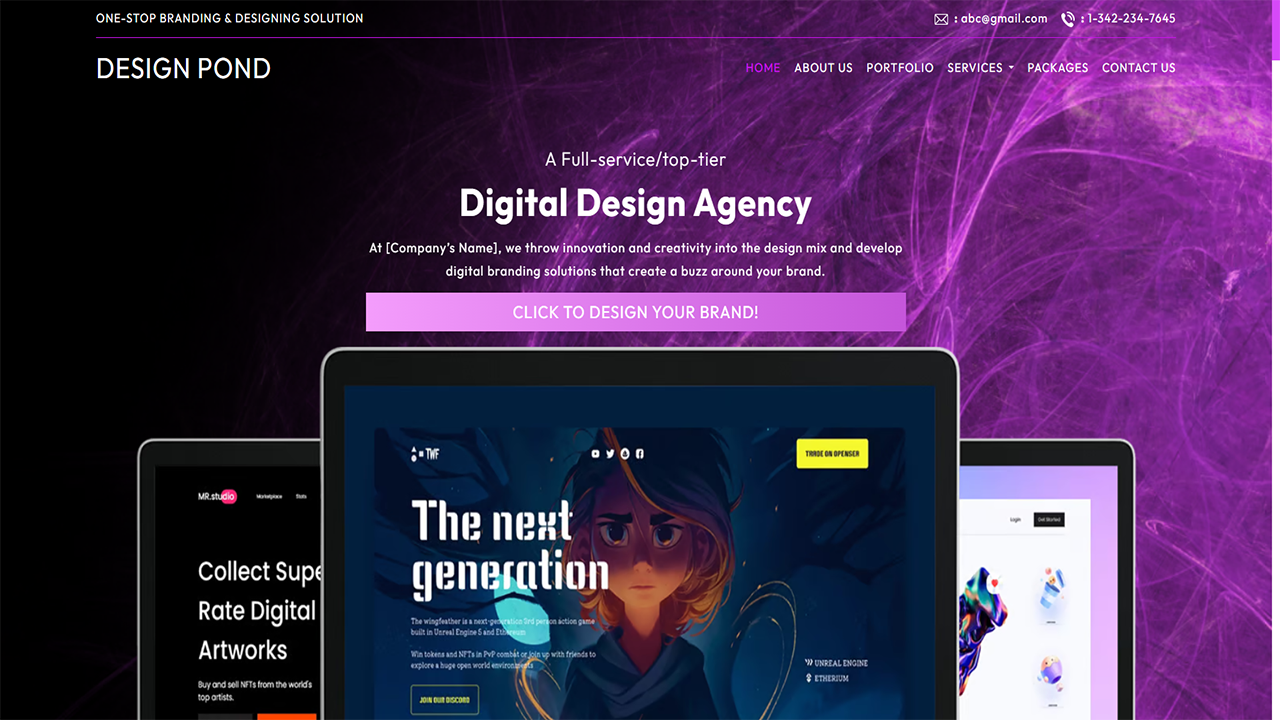 ONE-STOP BRANDING & DESIGNING SOLUTION
: abc@gmail.com : 1-342-234-7645
DESIGN POND
HOME ABOUT US PORTFOLIO SERVICES PACKAGES CONTACT US
A Full-service/top-tier
Digital Design Agency
At [Company's Name], we throw innovation and creativity into the design mix and develop
digital branding solutions that create a buzz around your brand.
CLICK TO DESIGN YOUR BRAND!
TWF
TRADE ON OPENSER
The next
generation
The wingfeather is a next-generation 3rd person action game
built in Unreal Engine 5 and Ethereum
Win tokens and NFTs in PvP combat or join up with friends to
explore a huge open world environments
UNREAL ENGINE
ETHERIUM
JOIN OUR DISCORD
MR.studio Marketplace Stats
Collect Supe
Rate Digital
Artworks
Buy and sell NFTs from the world's
top artists.
Login Get Started